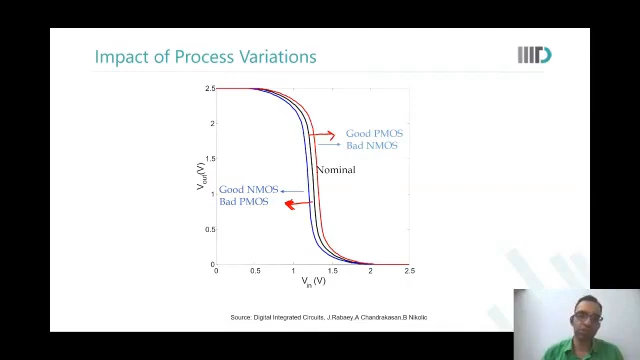 Impact of Process Variations
2.5
2
1.5
1
0.5
0
V_out(V)
Good PMOS
Bad NMOS
Nominal
Good NMOS
Bad PMOS
0
0.5
1
1.5
2
2.5
V_in (V)
Source: Digital Integrated Circuits, J.Rabaey, A Chandrakasan,B Nikolic